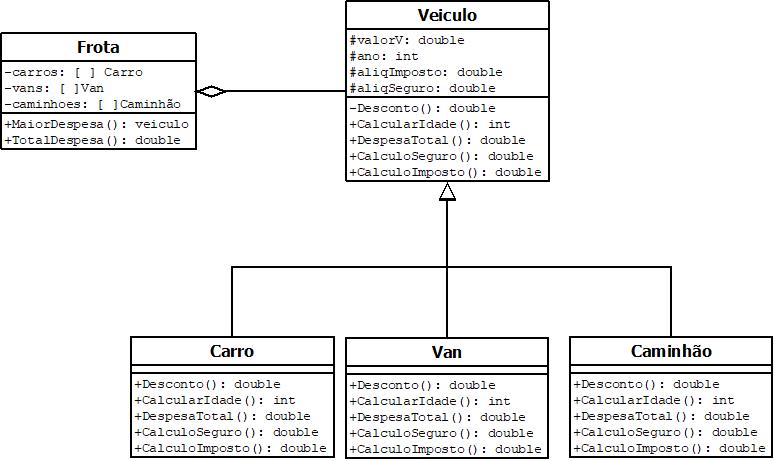 Frota
-carros: [ ] Carro
-vans: [ ]Van
-caminhoes: [ ]Caminhão
+MaiorDespesa(): veiculo
+TotalDespesa(): double
Veiculo
#valorV: double
#ano: int
#aliqImposto: double
#aliqSeguro: double
-Desconto(): double
+CalcularIdade(): int
+DespesaTotal(): double
+CalculoSeguro(): double
+CalculoImposto(): double
Carro
+Desconto(): double
+CalcularIdade(): int
+DespesaTotal(): double
+CalculoSeguro(): double
+CalculoImposto(): double
Van
+Desconto(): double
+CalcularIdade(): int
+DespesaTotal(): double
+CalculoSeguro(): double
+CalculoImposto(): double
Caminhão
+Desconto(): double
+CalcularIdade(): int
+DespesaTotal(): double
+CalculoSeguro(): double
+CalculoImposto(): double